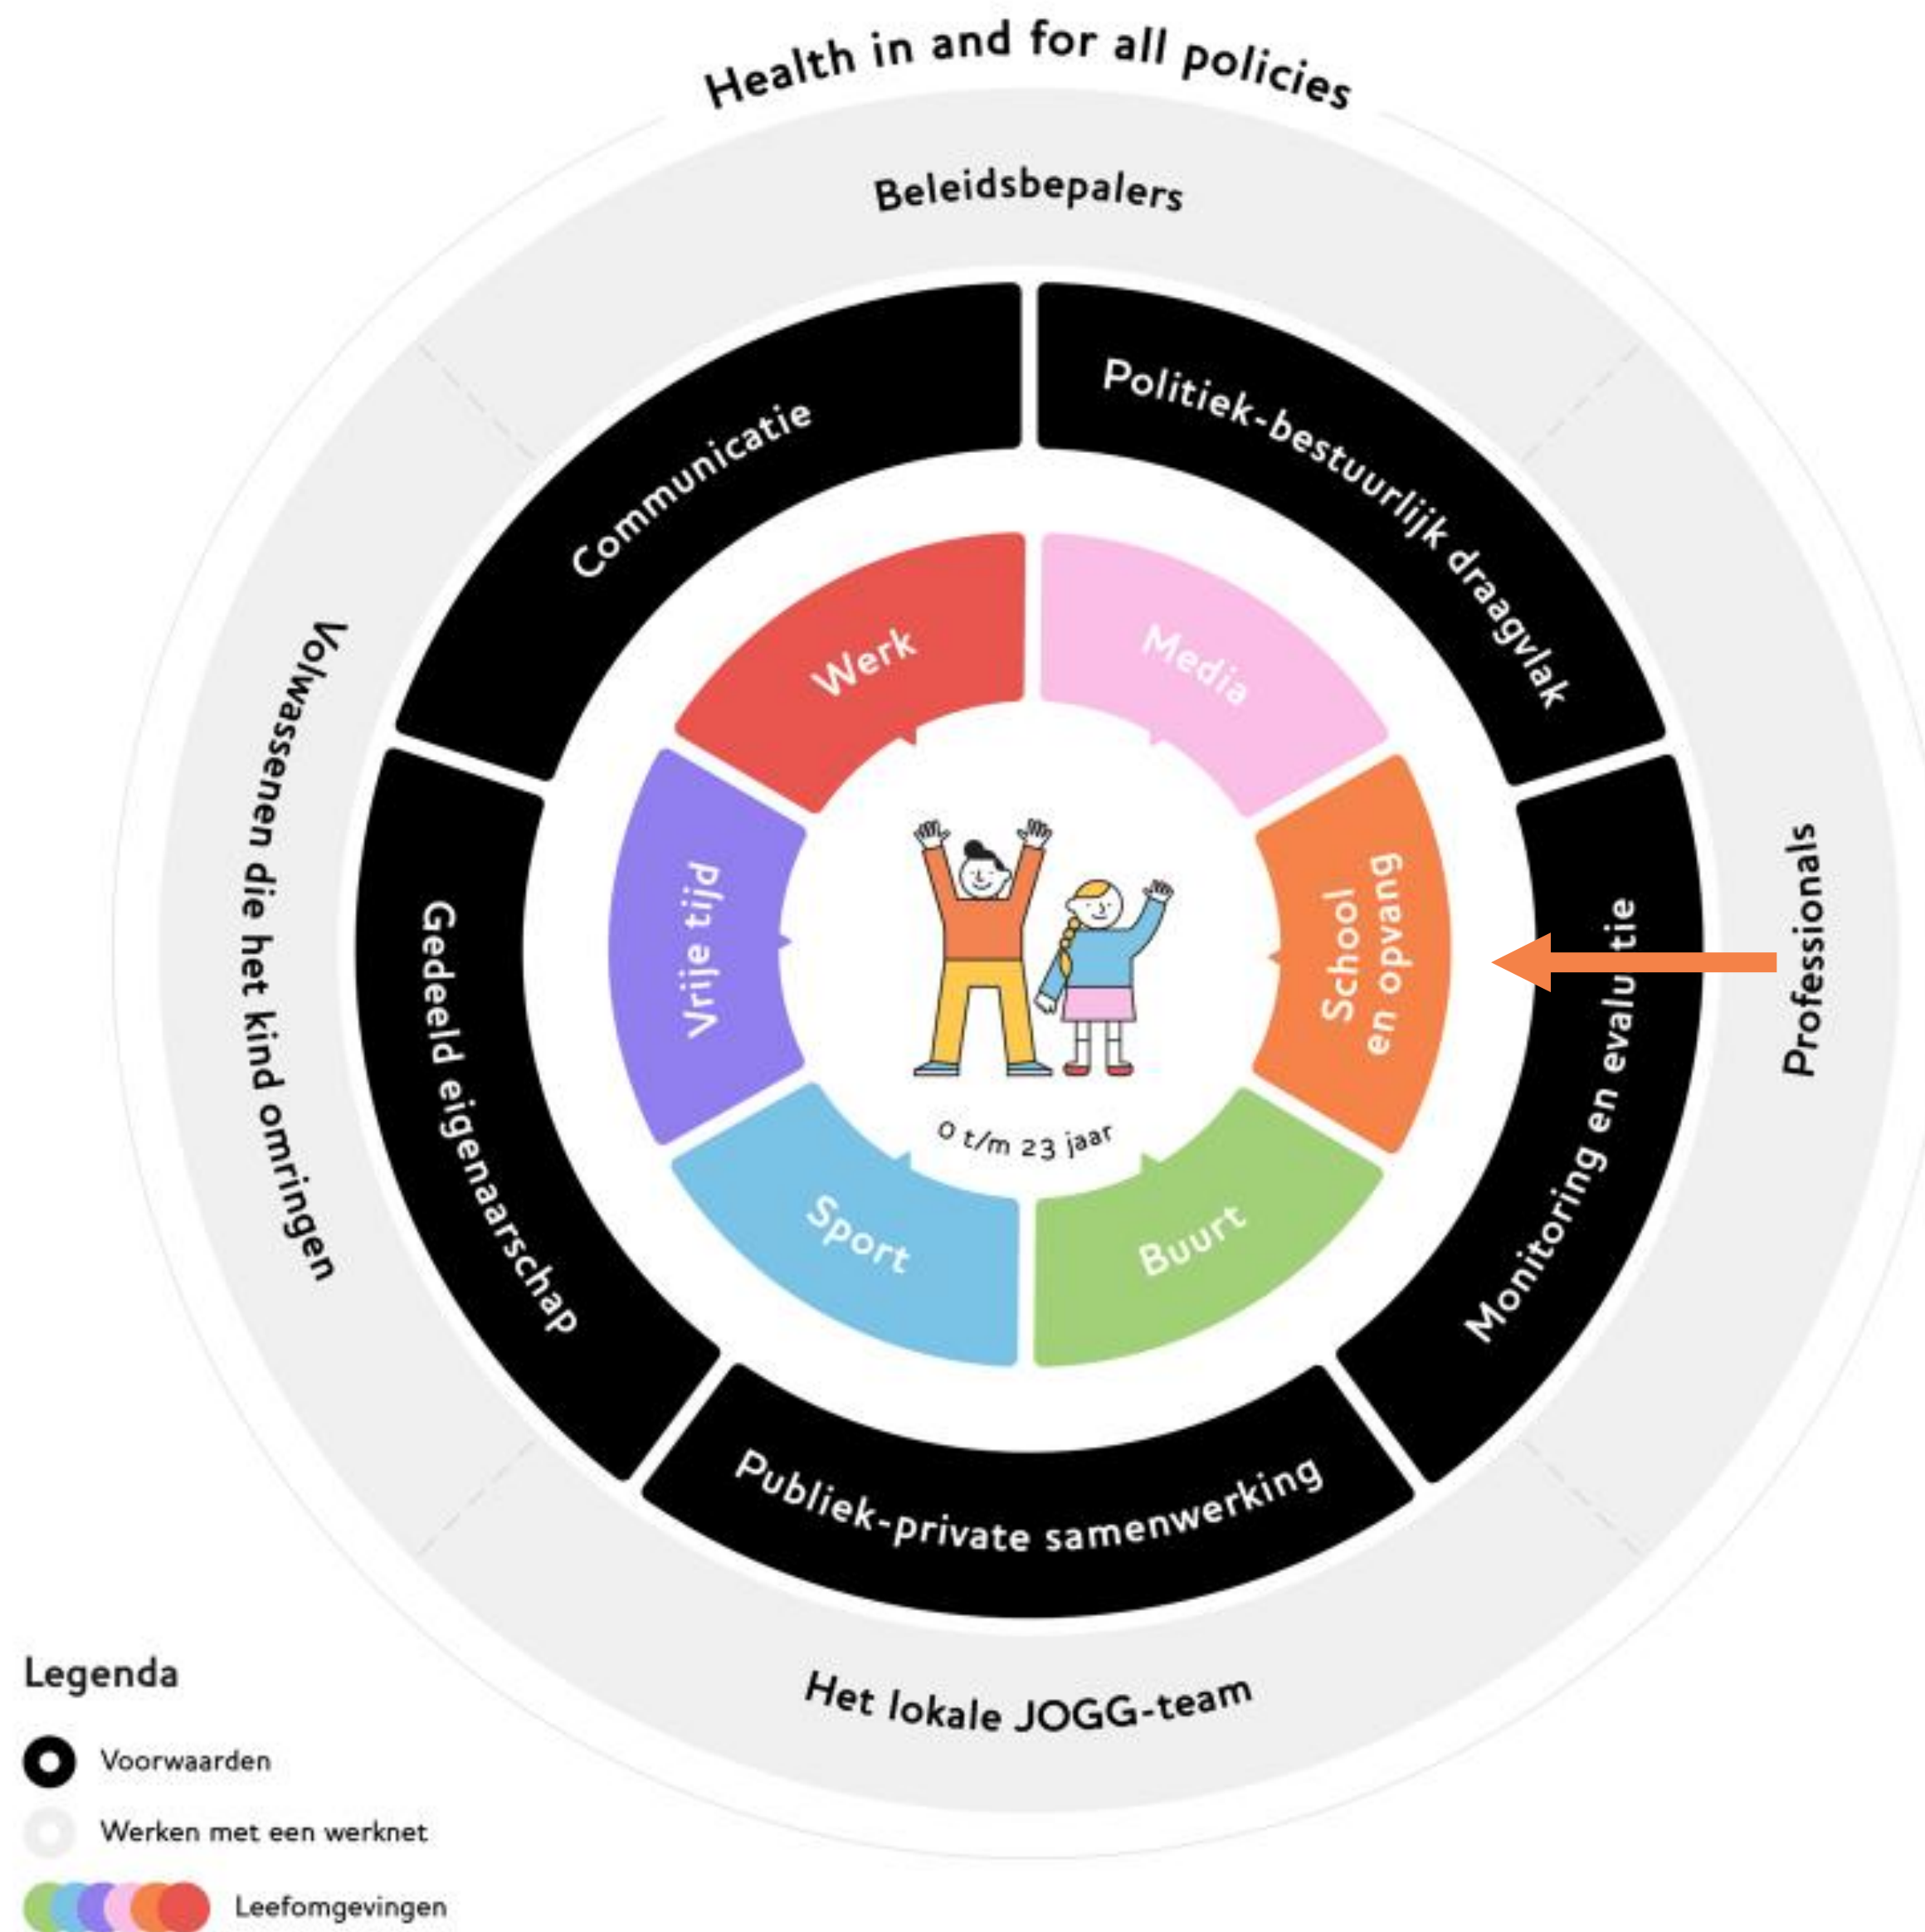 Health in and for all policies
Beleidsbepalers
Communicatie
Politiek-bestuurlijk draagvlak
Werk
Media
Volwassenen die het kind omringen
Gedeeld eigenaarschap
Vrije tijd
School
en opvang
Monitoring en evaluatie
Professionals
0 t/m 23 jaar
Sport
Buurt
Publiek-private samenwerking
Het lokale JOGG-team
Legenda
Voorwaarden
Werken met een werknet
Leefomgevingen